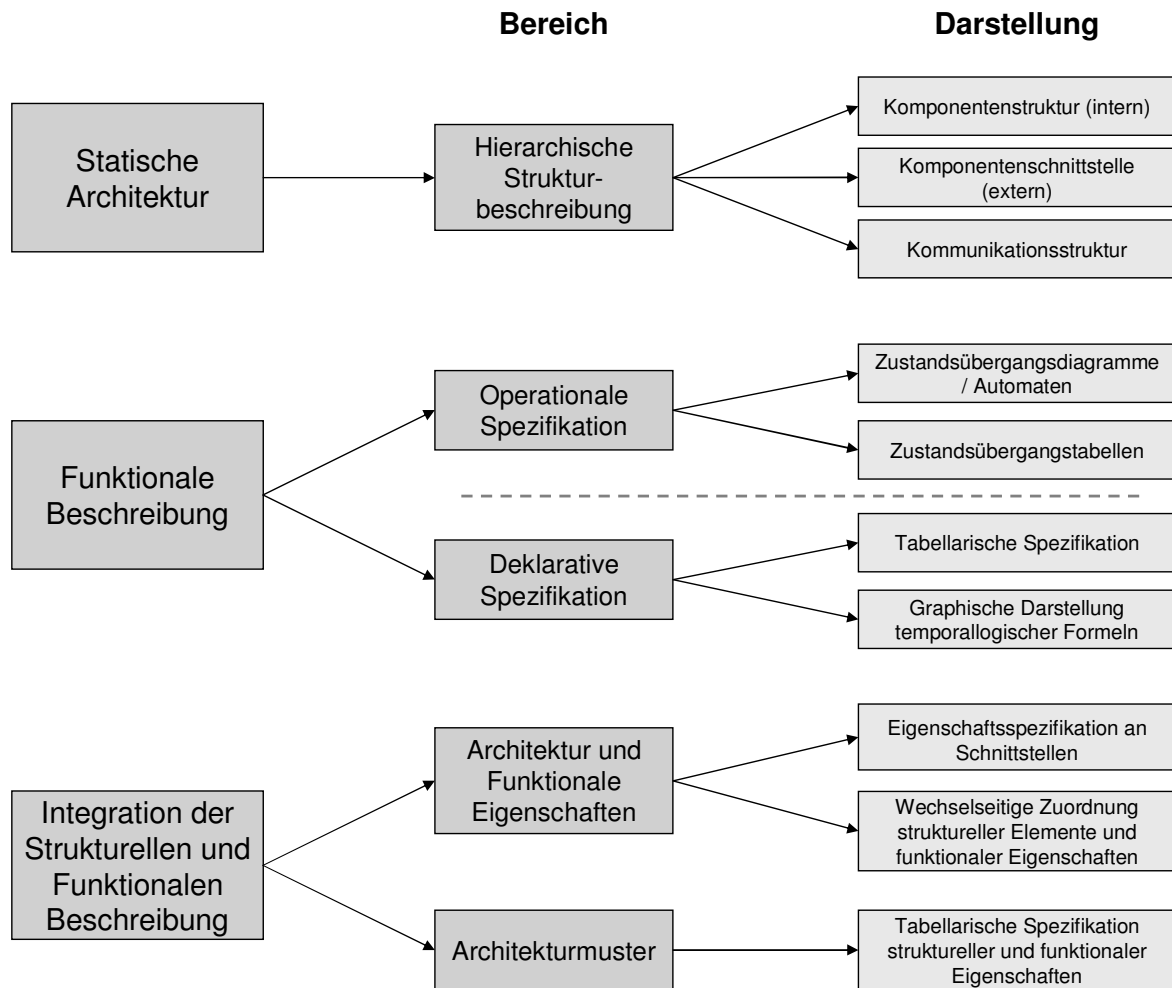 Bereich
Darstellung
Statische
Architektur
Hierarchische
Struktur-
beschreibung
Komponentenstruktur (intern)
Komponentenschnittstelle
(extern)
Kommunikationsstruktur
Funktionale
Beschreibung
Operationale
Spezifikation
Zustandsübergangsdiagramme
/ Automaten
Zustandsübergangstabellen
Deklarative
Spezifikation
Tabellarische Spezifikation
Graphische Darstellung
temporallogischer Formeln
Integration der
Strukturellen und
Funktionalen
Beschreibung
Architektur und
Funktionale
Eigenschaften
Eigenschaftsspezifikation an
Schnittstellen
Wechselseitige Zuordnung
struktureller Elemente und
funktionaler Eigenschaften
Architekturmuster
Tabellarische Spezifikation
struktureller und funktionaler
Eigenschaften